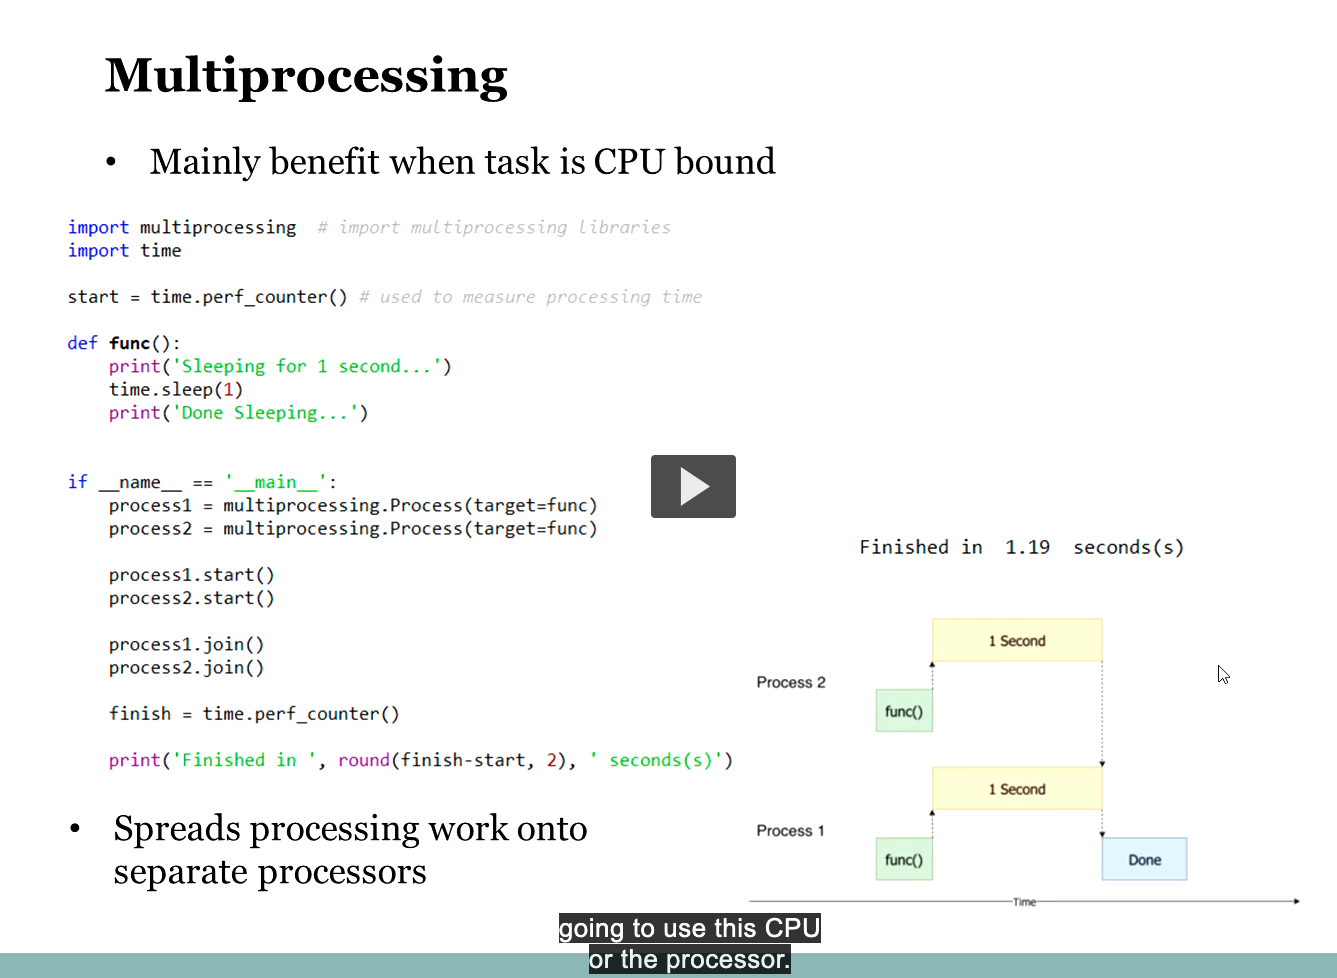 Multiprocessing
• Mainly benefit when task is CPU bound
import multiprocessing  # import multiprocessing libraries
import time
start = time.perf_counter() # used to measure processing time
def func():
    print('Sleeping for 1 second...')
    time.sleep(1)
    print('Done Sleeping...')
if __name__ == '__main__':
    process1 = multiprocessing.Process(target=func)
    process2 = multiprocessing.Process(target=func)
    process1.start()
    process2.start()
    process1.join()
    process2.join()
    finish = time.perf_counter()
    print('Finished in ', round(finish-start, 2), ' seconds(s)')
• Spreads processing work onto
separate processors
Finished in  1.19  seconds(s)
1 Second
Process 2
func()
1 Second
Process 1
func()
Done
Time
going to use this CPU
or the processor.